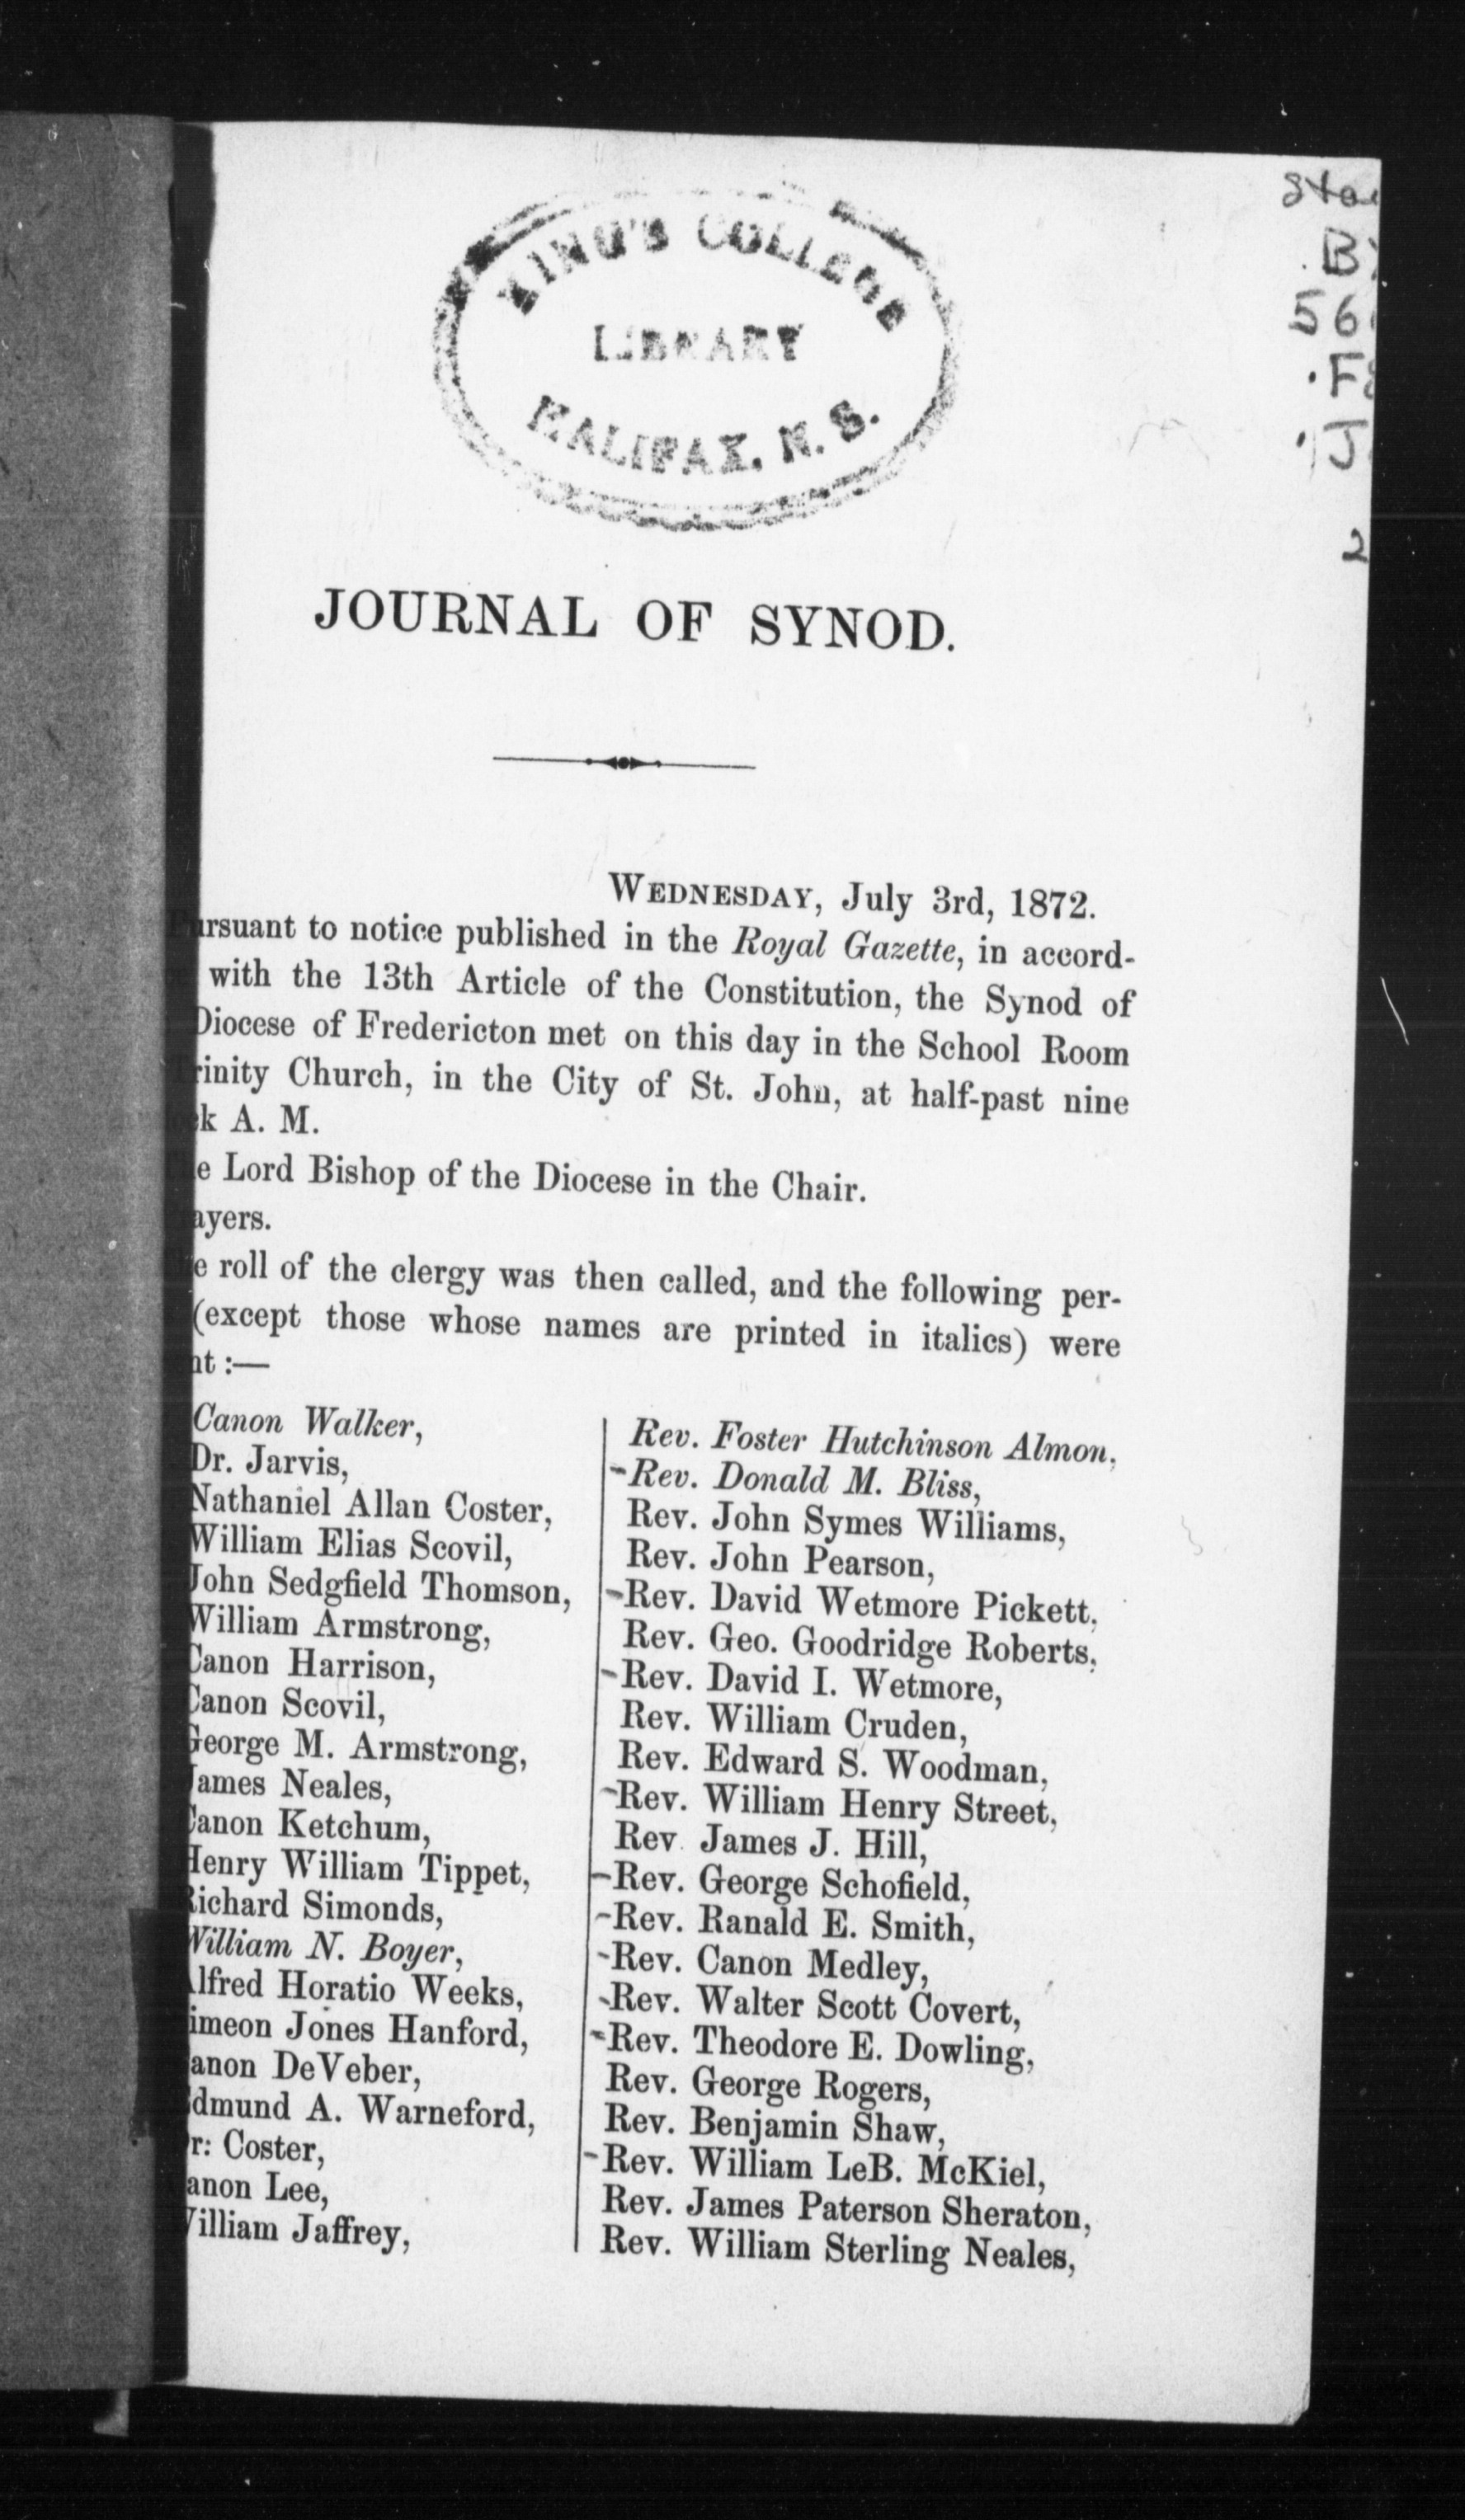 KING'S COLLEGE
LIBRARY
HALIFAX, N. S.
JOURNAL OF SYNOD.
WEDNESDAY, July 3rd, 1872.
Pursuant to notice published in the Royal Gazette, in accord-
with the 13th Article of the Constitution, the Synod of
Diocese of Fredericton met on this day in the School Room
Trinity Church, in the City of St. John, at half-past nine
ock A. M.
The Lord Bishop of the Diocese in the Chair.
ayers.
The roll of the clergy was then called, and the following per-
(except those whose names are printed in italics) were
nt :—
Canon Walker,
Dr. Jarvis,
Nathaniel Allan Coster,
William Elias Scovil,
John Sedgfield Thomson,
William Armstrong,
Canon Harrison,
Canon Scovil,
George M. Armstrong,
James Neales,
Canon Ketchum,
Henry William Tippet,
Richard Simonds,
William N. Boyer,
lfred Horatio Weeks,
imeon Jones Hanford,
anon DeVeber,
Edmund A. Warneford,
r: Coster,
anon Lee,
William Jaffrey,
Rev. Foster Hutchinson Almon,
-Rev. Donald M. Bliss,
Rev. John Symes Williams,
Rev. John Pearson,
-Rev. David Wetmore Pickett,
Rev. Geo. Goodridge Roberts,
-Rev. David I. Wetmore,
Rev. William Cruden,
Rev. Edward S. Woodman,
-Rev. William Henry Street,
Rev. James J. Hill,
-Rev. George Schofield,
-Rev. Ranald E. Smith,
-Rev. Canon Medley,
-Rev. Walter Scott Covert,
-Rev. Theodore E. Dowling,
Rev. George Rogers,
Rev. Benjamin Shaw,
-Rev. William LeB. McKiel,
Rev. James Paterson Sheraton,
Rev. William Sterling Neales,
B
56
.F
.J
2